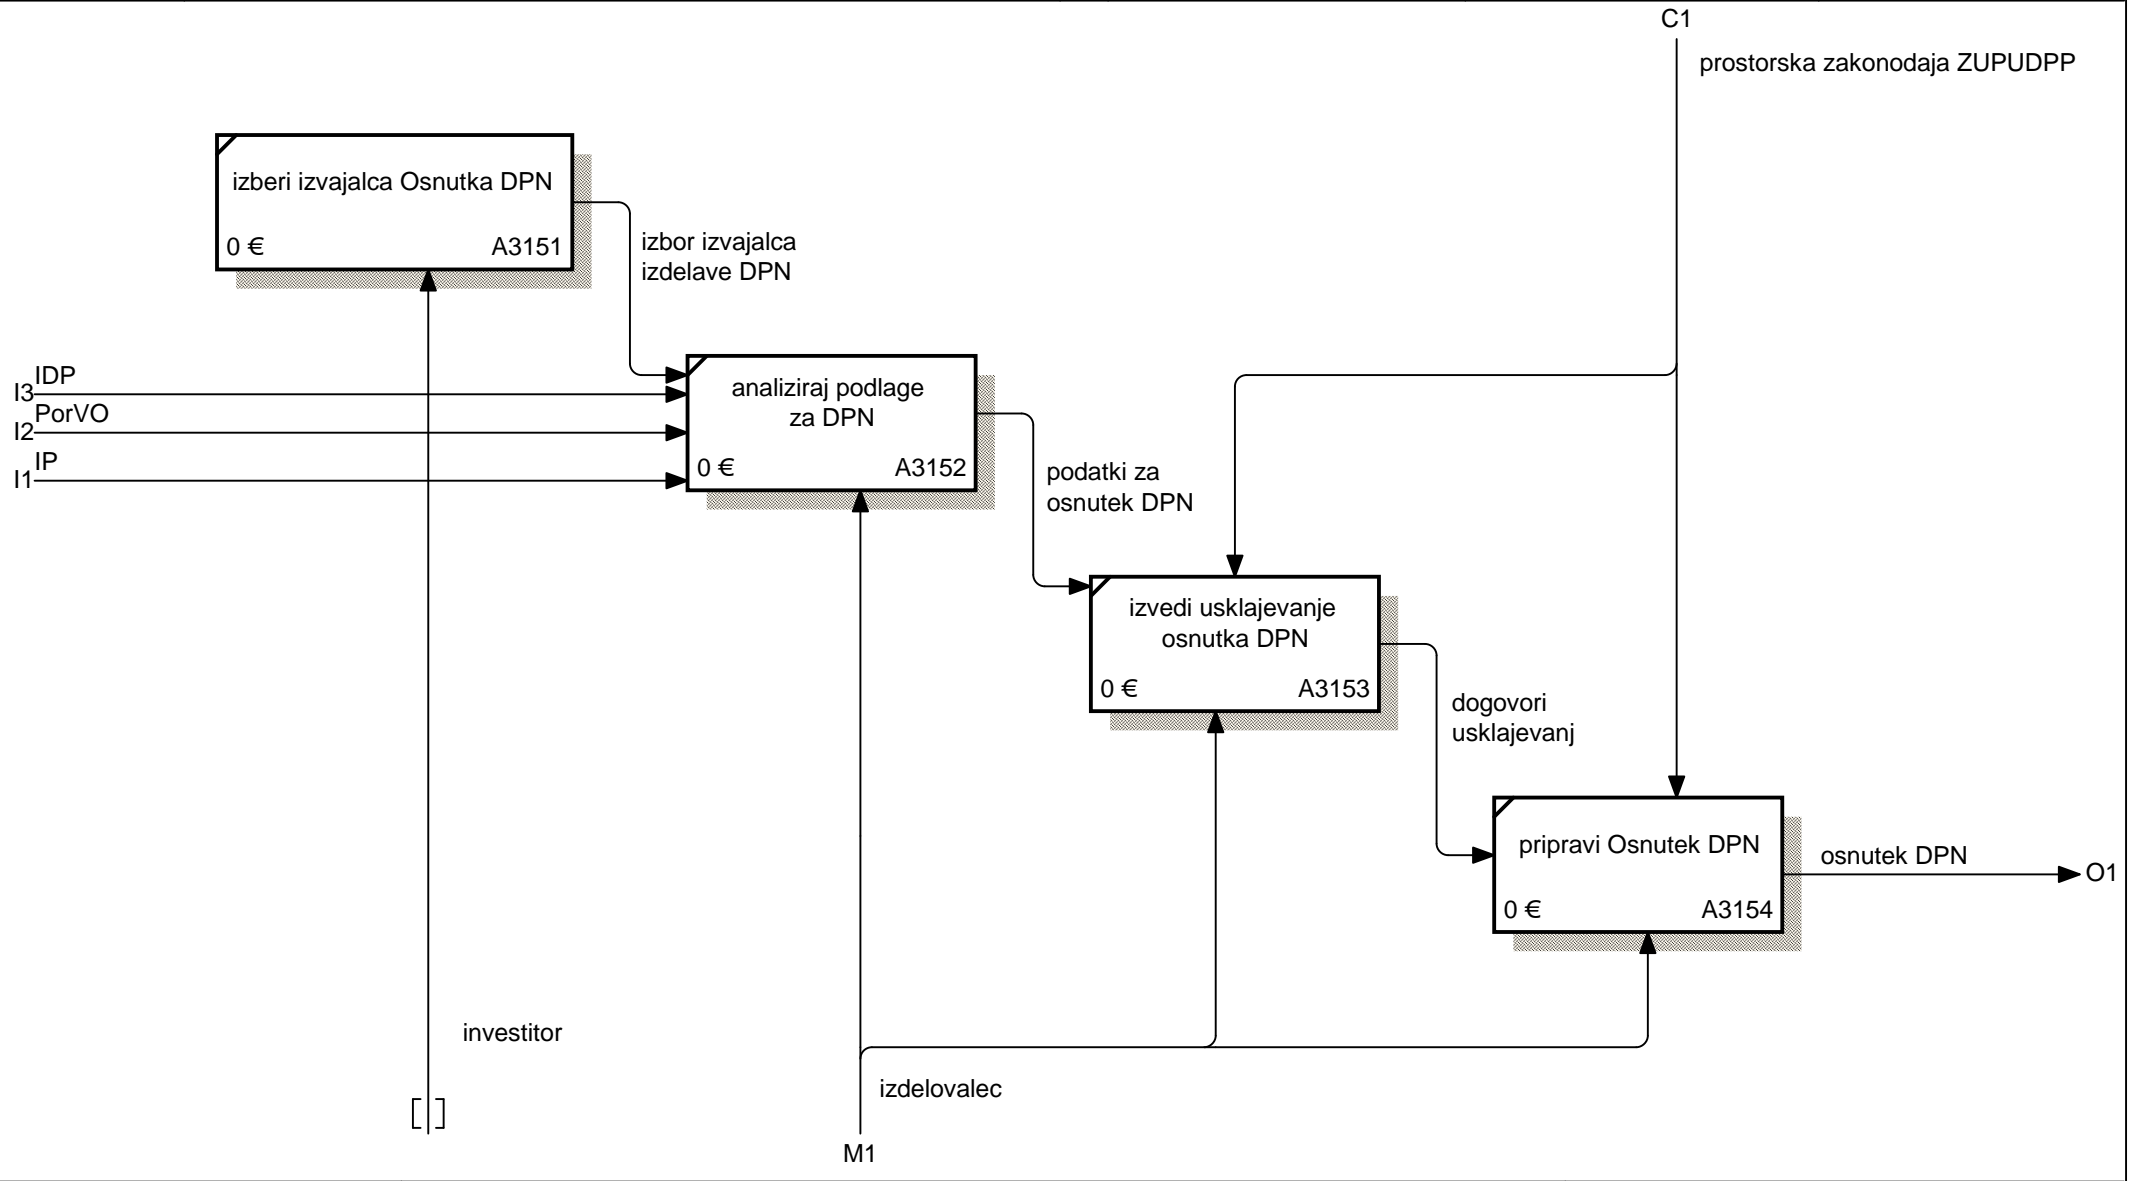 C1
prostorska zakonodaja ZUPUDPP
izberi izvajalca Osnutka DPN
0 €
A3151
izbor izvajalca
izdelave DPN
I3
IDP
I2
PorVO
I1
IP
analiziraj podlage
za DPN
0 €
A3152
podatki za
osnutek DPN
izvedi usklajevanje
osnutka DPN
0 €
A3153
dogovori
usklajevanj
pripravi Osnutek DPN
0 €
A3154
osnutek DPN
O1
investitor
izdelovalec
M1